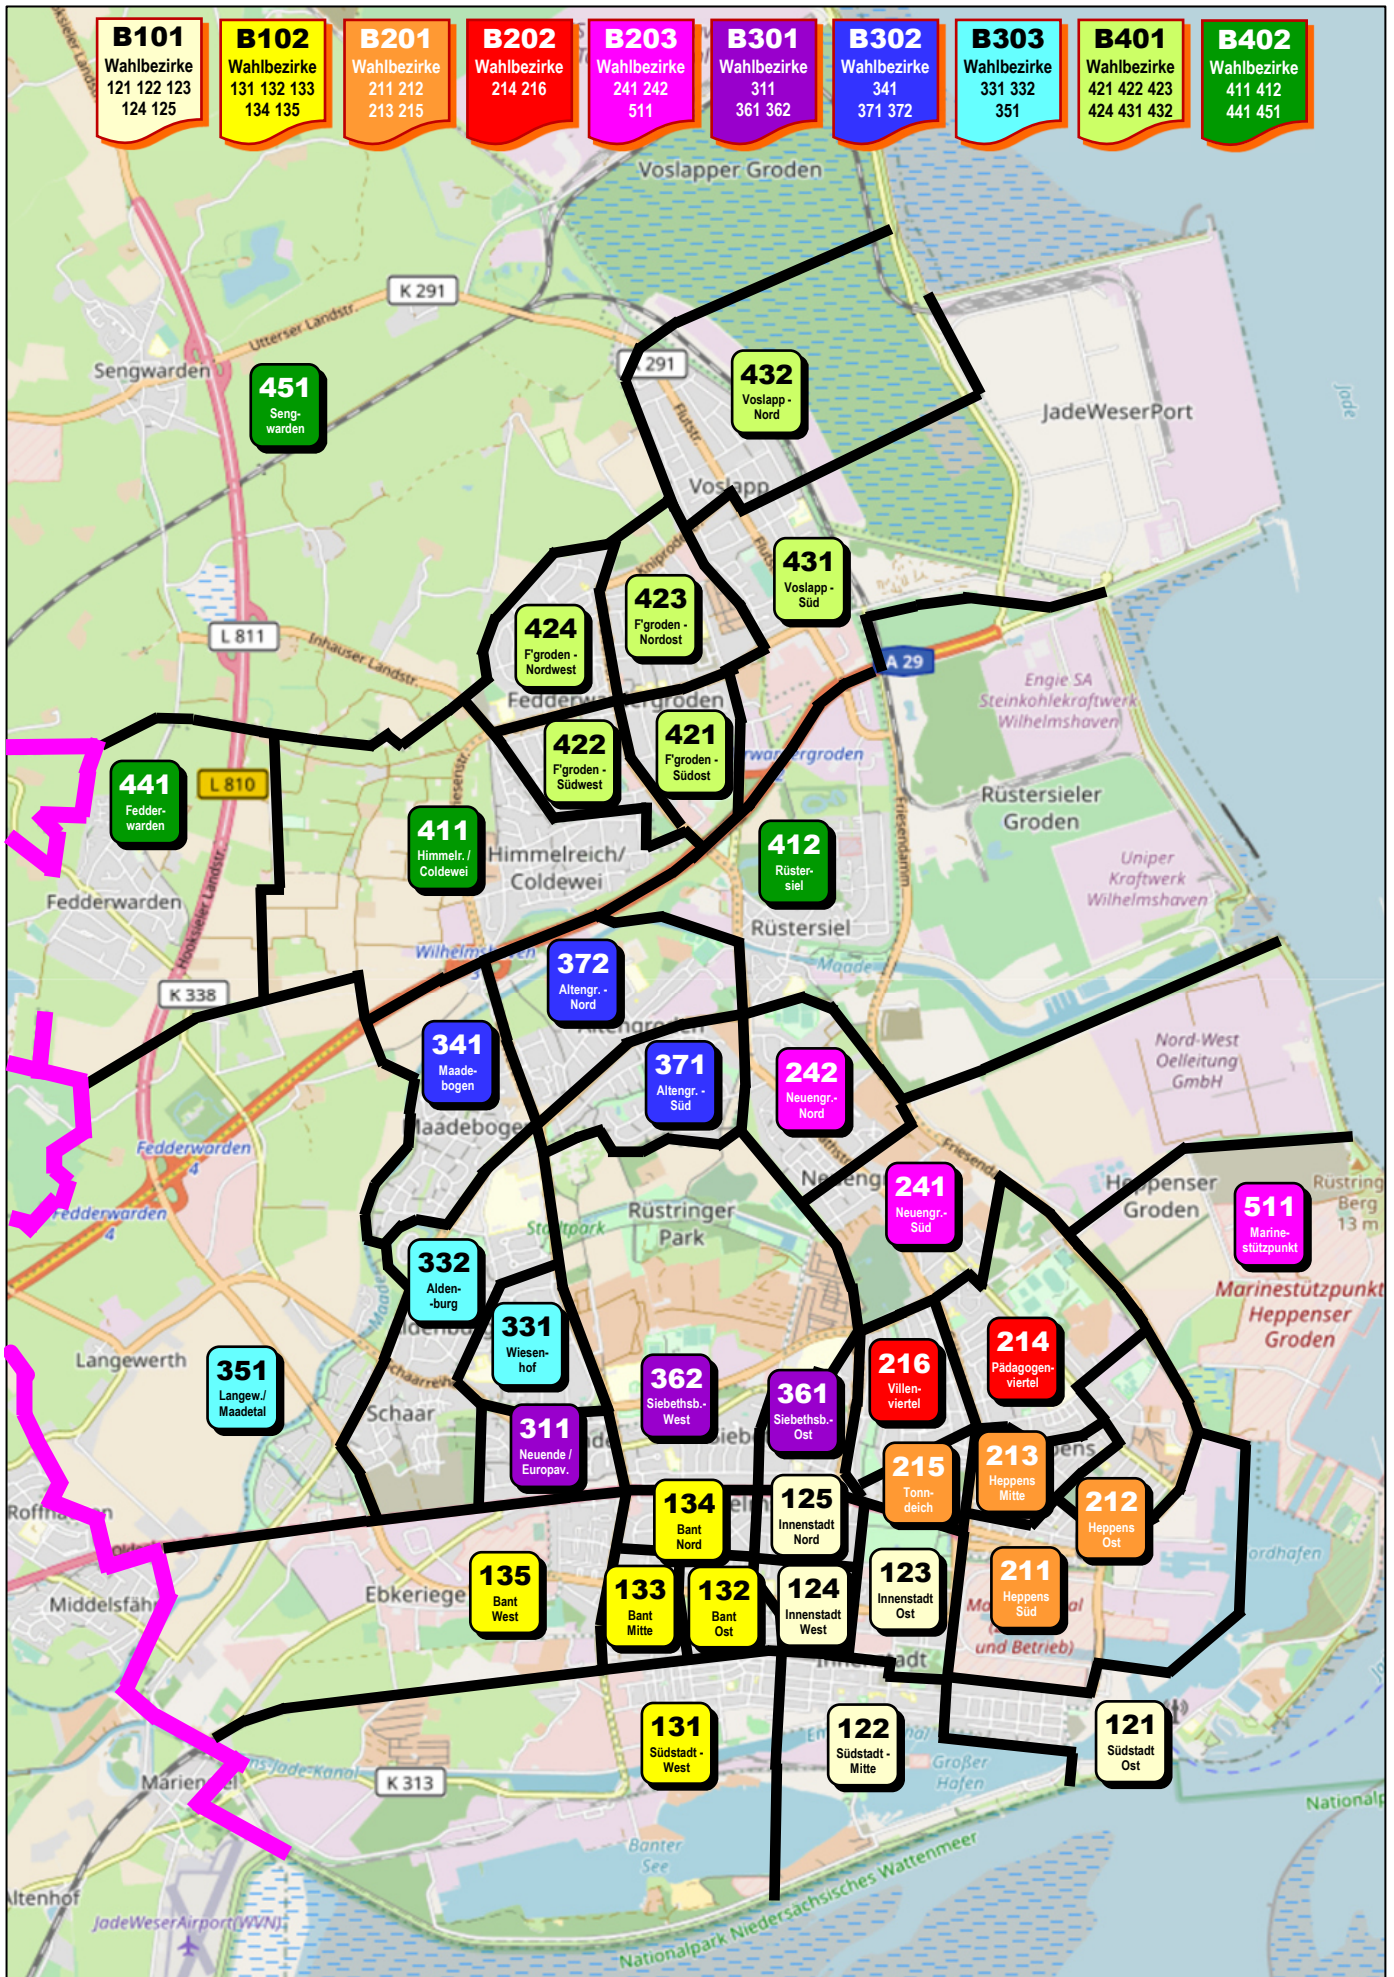 B101
Wahlbezirke
121 122 123
124 125
B102
Wahlbezirke
131 132 133
134 135
B201
Wahlbezirke
211 212
213 215
B202
Wahlbezirke
214 216
B203
Wahlbezirke
241 242
511
B301
Wahlbezirke
311
361 362
B302
Wahlbezirke
341
371 372
B303
Wahlbezirke
331 332
351
B401
Wahlbezirke
421 422 423
424 431 432
B402
Wahlbezirke
411 412
441 451
Voslapper Groden
K 291
Utterser Landstr.
Sengwarden
451
Seng-
warden
291
432
Voslapp -
Nord
JadeWeserPort
Jade
Flutstr.
Voslapp
431
Voslapp -
Süd
423
F'groden -
Nordost
424
F'groden -
Nordwest
L 811
Inhauser Landstr.
A 29
Engie SA
Steinkohlekraftwerk
Wilhelmshaven
422
F'groden -
Südwest
421
F'groden -
Südost
441
Fedder-
warden
L 810
Rüstersieler
Groden
Friesendamm
411
Himmelr. /
Coldewei
Himmelreich/
Coldewei
412
Rüster-
siel
Uniper
Kraftwerk
Wilhelmshaven
Fedderwarden
Hooksieler Landstr.
Rüstersiel
Maade
K 338
372
Altengr. -
Nord
341
Maade-
bogen
371
Altengr. -
Süd
242
Neuengr.-
Nord
Nord-West
Oelleitung
GmbH
Fedderwarden
4
Fedderwarden
4
Stadtpark
Rüstringer
Park
241
Neuengr.-
Süd
Heppenser
Groden
511
Marine-
stützpunkt
Rüstring
Berg
13 m
Marinestützpunkt
Heppenser
Groden
332
Alden-
-burg
331
Wiesen-
hof
Langewerth
351
Langew./
Maadetal
Schaar
362
Siebethsb.-
West
361
Siebethsb.-
Ost
216
Villen-
viertel
214
Pädagogen-
viertel
311
Neuende /
Europav.
215
Tonn-
deich
213
Heppens
Mitte
212
Heppens
Ost
134
Bant
Nord
125
Innenstadt
Nord
Middelsfähr
Ebkeriege
135
Bant
West
133
Bant
Mitte
132
Bant
Ost
124
Innenstadt
West
123
Innenstadt
Ost
211
Heppens
Süd
und Betrieb)
131
Südstadt -
West
122
Südstadt -
Mitte
121
Südstadt
Ost
Großer
Hafen
K 313
Banter
See
Altenhof
JadeWeserAirport(WVN)
Nationalpark Niedersächsisches Wattenmeer